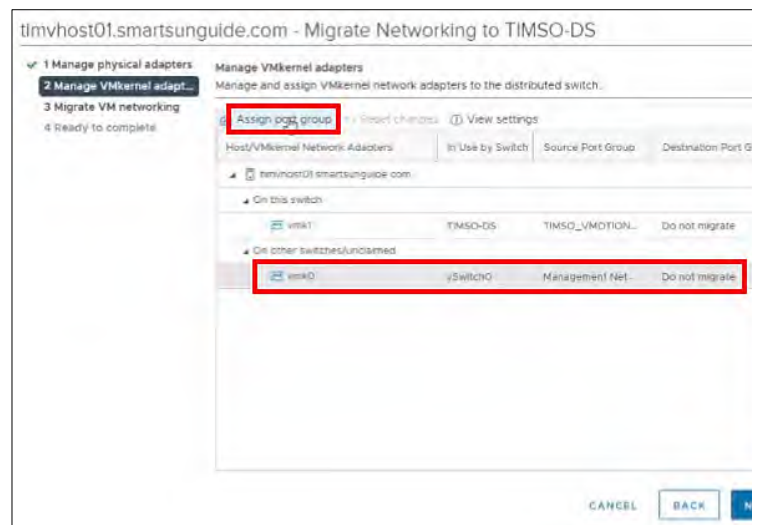 timvhost01.smartsunguide.com - Migrate Networking to TIMSO-DS
✔ 1 Manage physical adapters
2 Manage VMkernel adapt...
3 Migrate VM networking
4 Ready to complete
Manage VMkernel adapters
Manage and assign VMkernel network adapters to the distributed switch.
Assign port group Reset changes View settings
Host/VMkernel Network Adapters In Use by Switch Source Port Group Destination Port G
timvhost01.smartsunguide.com
On this switch
vmk1 TIMSO-DS TIMSO_VMOTION... Do not migrate
On other switches/unclaimed
vmk0 vSwitch0 Management Net... Do not migrate
CANCEL BACK N